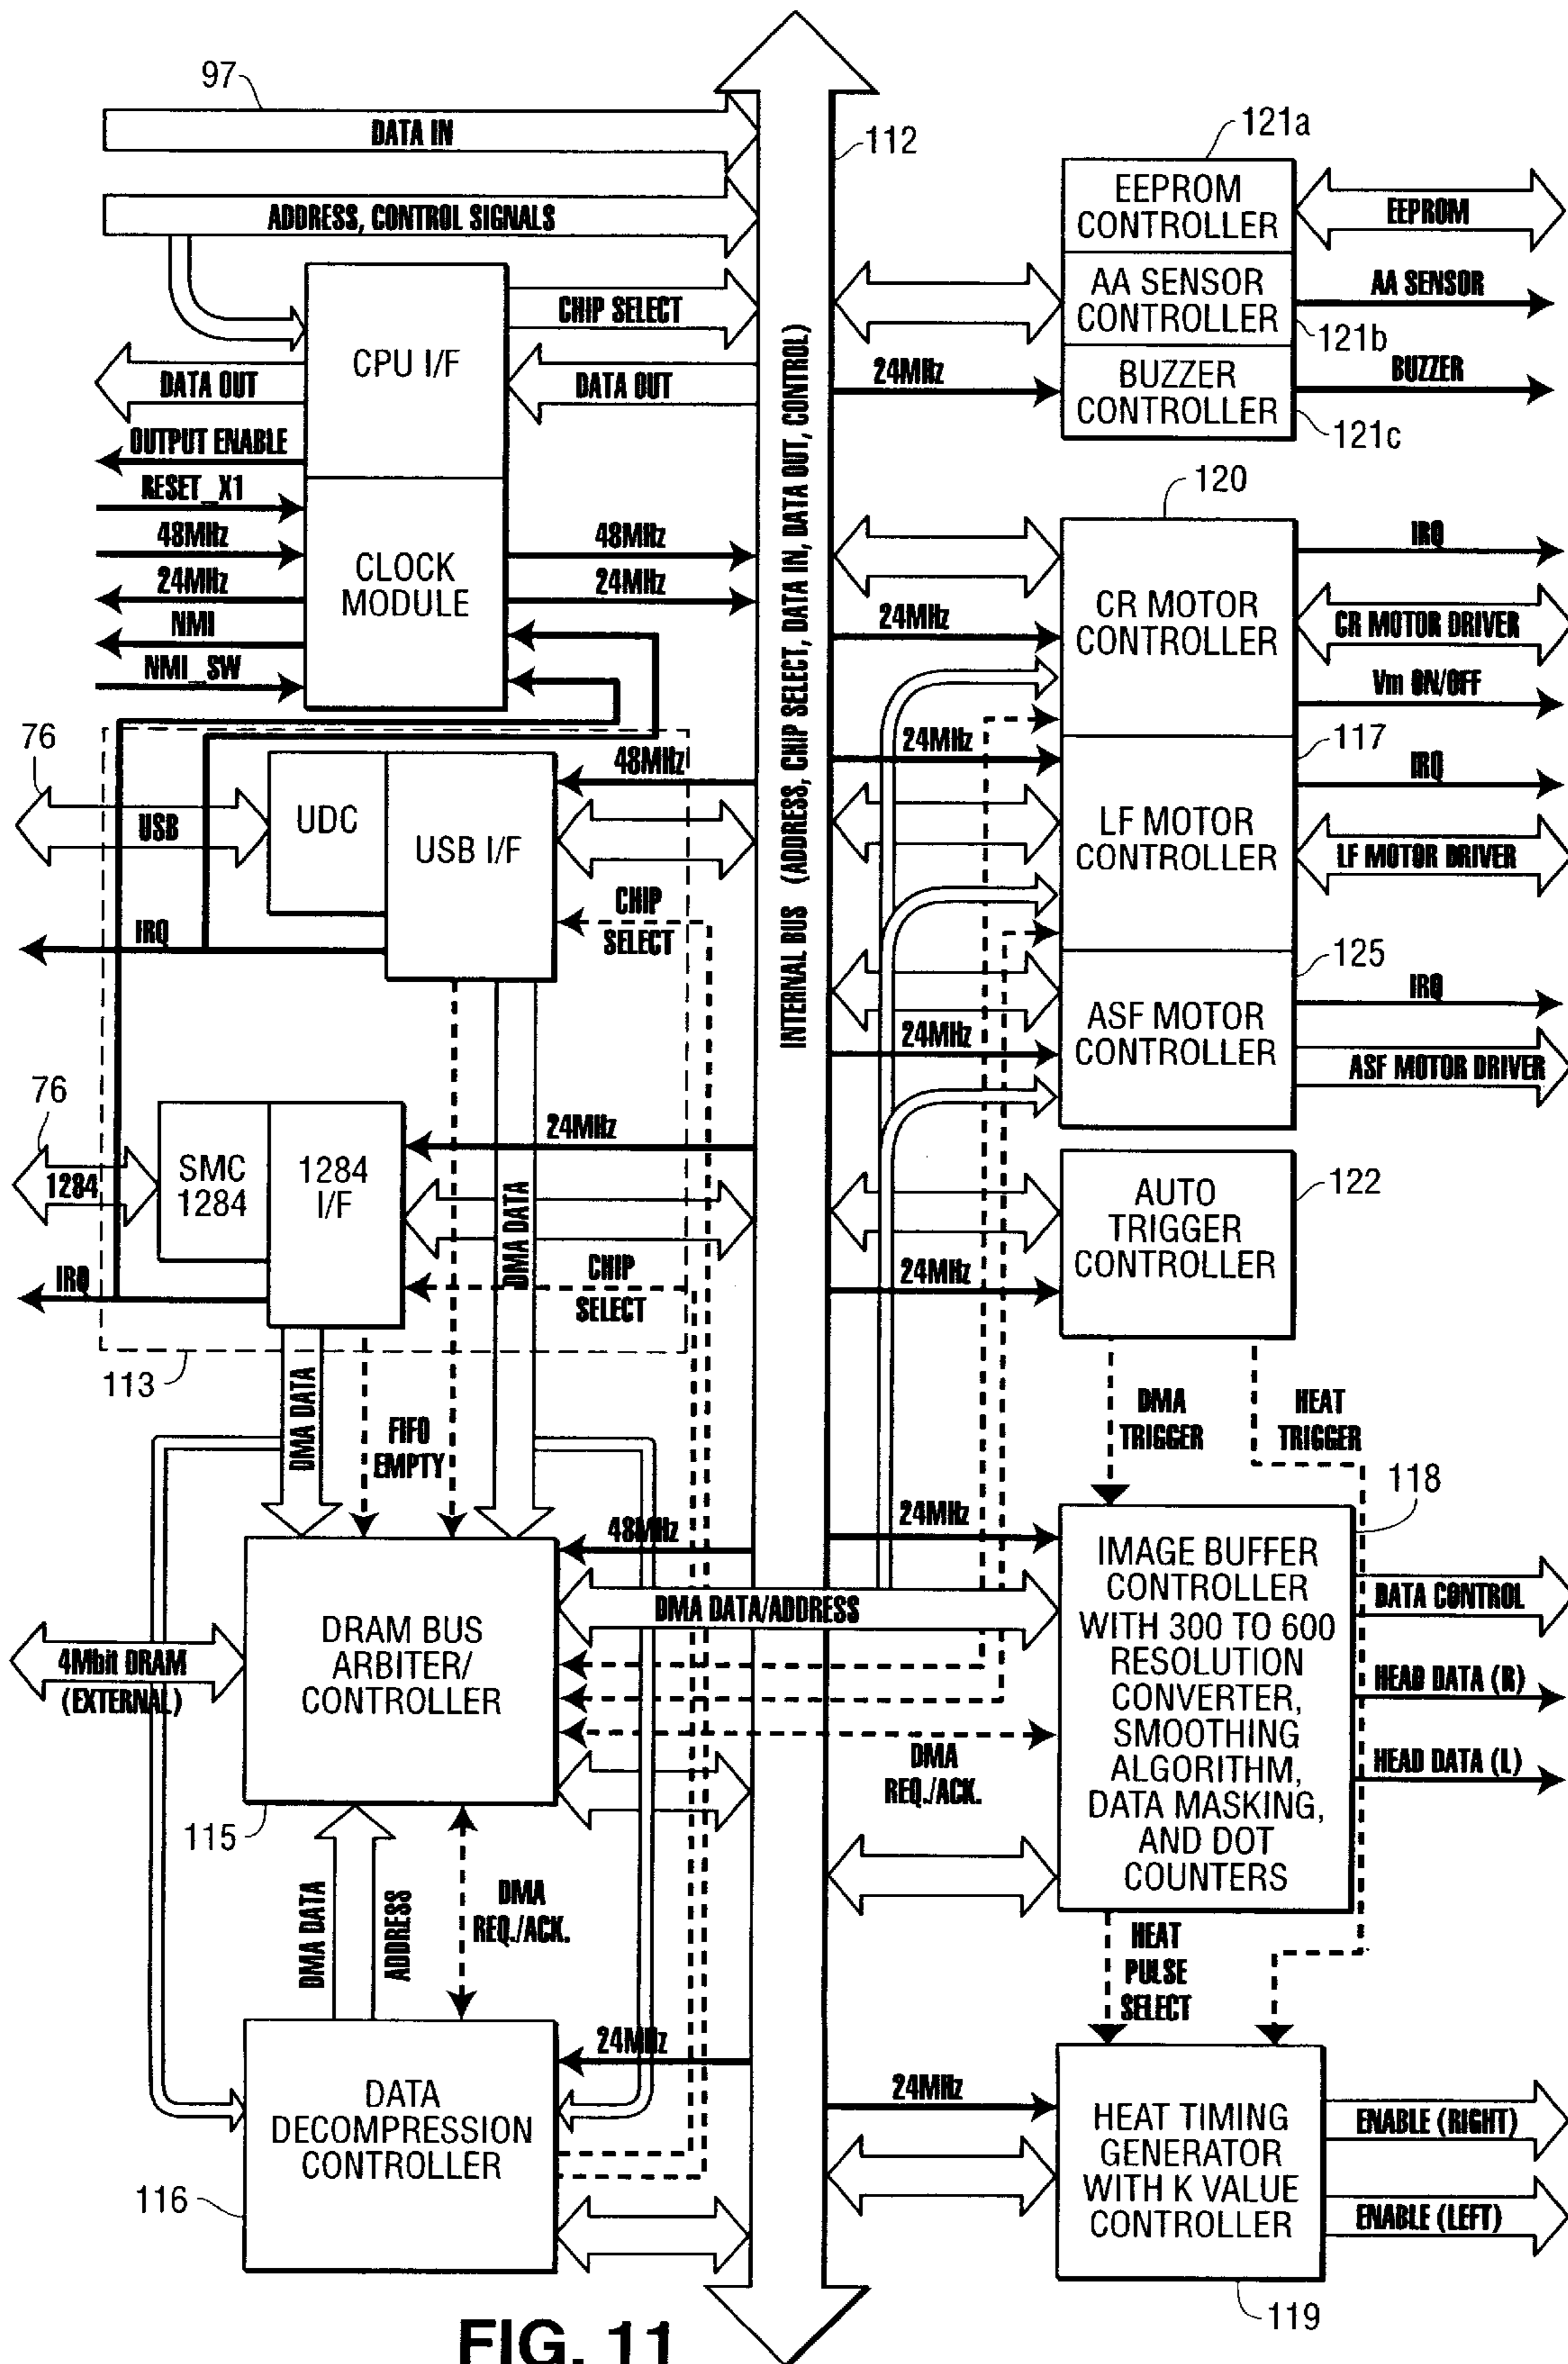 97
DATA IN
ADDRESS, CONTROL SIGNALS
CPU I/F
CHIP SELECT
DATA OUT
DATA OUT
OUTPUT ENABLE
RESET_X1
48MHz
24MHz
NMI
NMI_SW
CLOCK
MODULE
48MHz
24MHz
76
USB
UDC
USB I/F
48MHz
CHIP
SELECT
IRQ
76
1284
SMC
1284
1284
I/F
24MHz
CHIP
SELECT
IRQ
113
DMA DATA
DMA DATA
FIFO
EMPTY
48MHz
4Mbit DRAM
(EXTERNAL)
DRAM BUS
ARBITER/
CONTROLLER
DMA DATA/ADDRESS
DMA
REQ./ACK.
115
DMA DATA
ADDRESS
DMA
REQ./ACK.
24MHz
DATA
DECOMPRESSION
CONTROLLER
116
112
INTERNAL BUS (ADDRESS, CHIP SELECT, DATA IN, DATA OUT, CONTROL)
121a
EEPROM
CONTROLLER
EEPROM
AA SENSOR
CONTROLLER
AA SENSOR
121b
24MHz
BUZZER
CONTROLLER
BUZZER
121c
120
CR MOTOR
CONTROLLER
24MHz
IRQ
CR MOTOR DRIVER
Vm ON/OFF
24MHz
117
LF MOTOR
CONTROLLER
IRQ
LF MOTOR DRIVER
125
ASF MOTOR
CONTROLLER
24MHz
IRQ
ASF MOTOR DRIVER
AUTO
TRIGGER
CONTROLLER
122
24MHz
DMA
TRIGGER
HEAT
TRIGGER
118
24MHz
IMAGE BUFFER
CONTROLLER
WITH 300 TO 600
RESOLUTION
CONVERTER,
SMOOTHING
ALGORITHM,
DATA MASKING,
AND DOT
COUNTERS
DATA CONTROL
HEAD DATA (R)
HEAD DATA (L)
HEAT
PULSE
SELECT
24MHz
HEAT TIMING
GENERATOR
WITH K VALUE
CONTROLLER
ENABLE (RIGHT)
ENABLE (LEFT)
119
FIG. 11